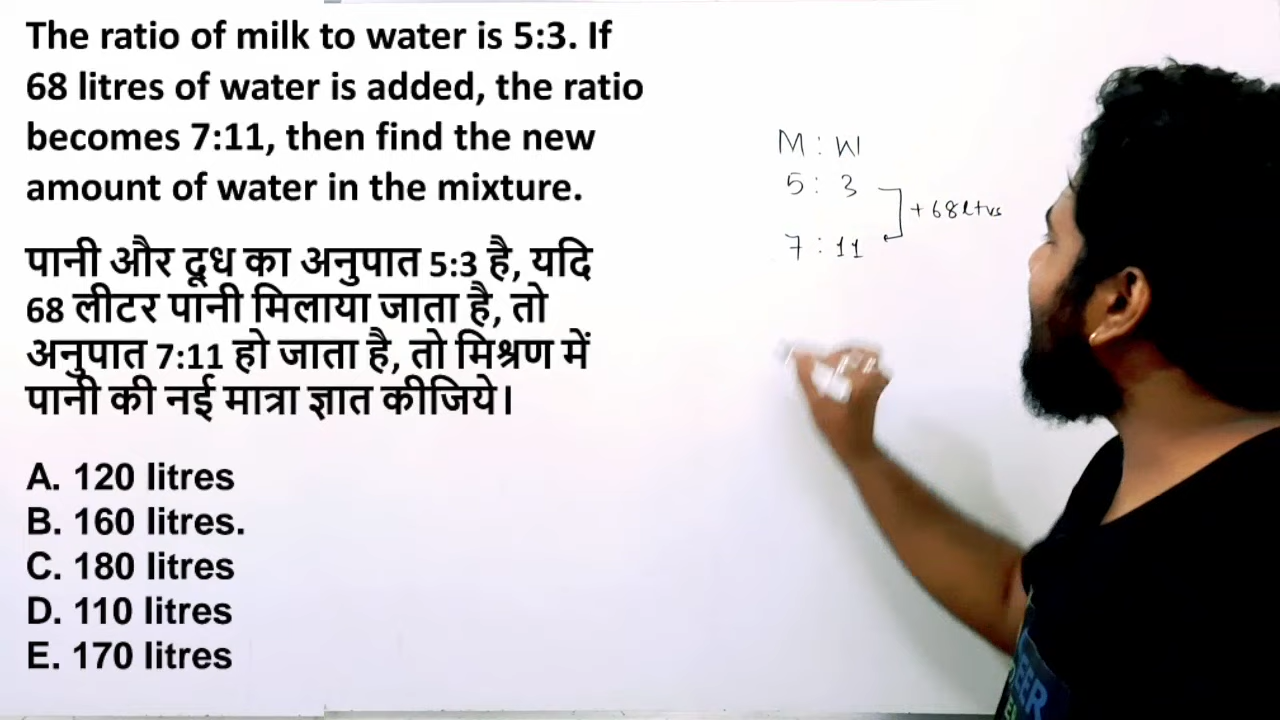 The ratio of milk to water is 5:3. If
68 litres of water is added, the ratio
becomes 7:11, then find the new
amount of water in the mixture.
पानी और दूध का अनुपात 5:3 है, यदि
68 लीटर पानी मिलाया जाता है, तो
अनुपात 7:11 हो जाता है, तो मिश्रण में
पानी की नई मात्रा ज्ञात कीजिये।
A. 120 litres
B. 160 litres.
C. 180 litres
D. 110 litres
E. 170 litres
M : W
5 : 3
+68 ltrs
7 : 11